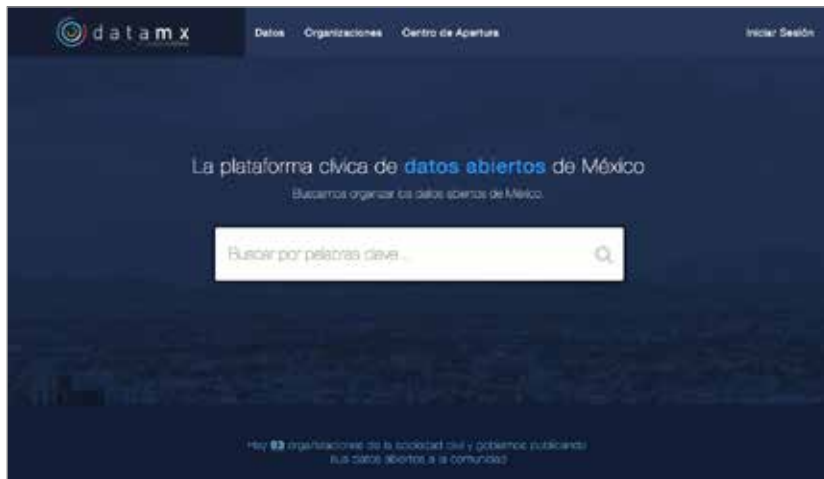 datamx
Datos Organizaciones Centro de Apertura Iniciar Sesión
La plataforma cívica de datos abiertos de México
Buscamos organizar los datos abiertos de México.
Buscar por palabras clave...
Hay 93 organizaciones de la sociedad civil y gobiernos publicando
sus datos abiertos a la comunidad